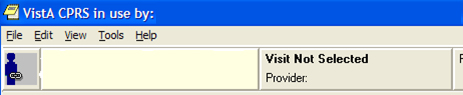 VistA CPRS in use by:
File Edit View Tools Help
Visit Not Selected
Provider: